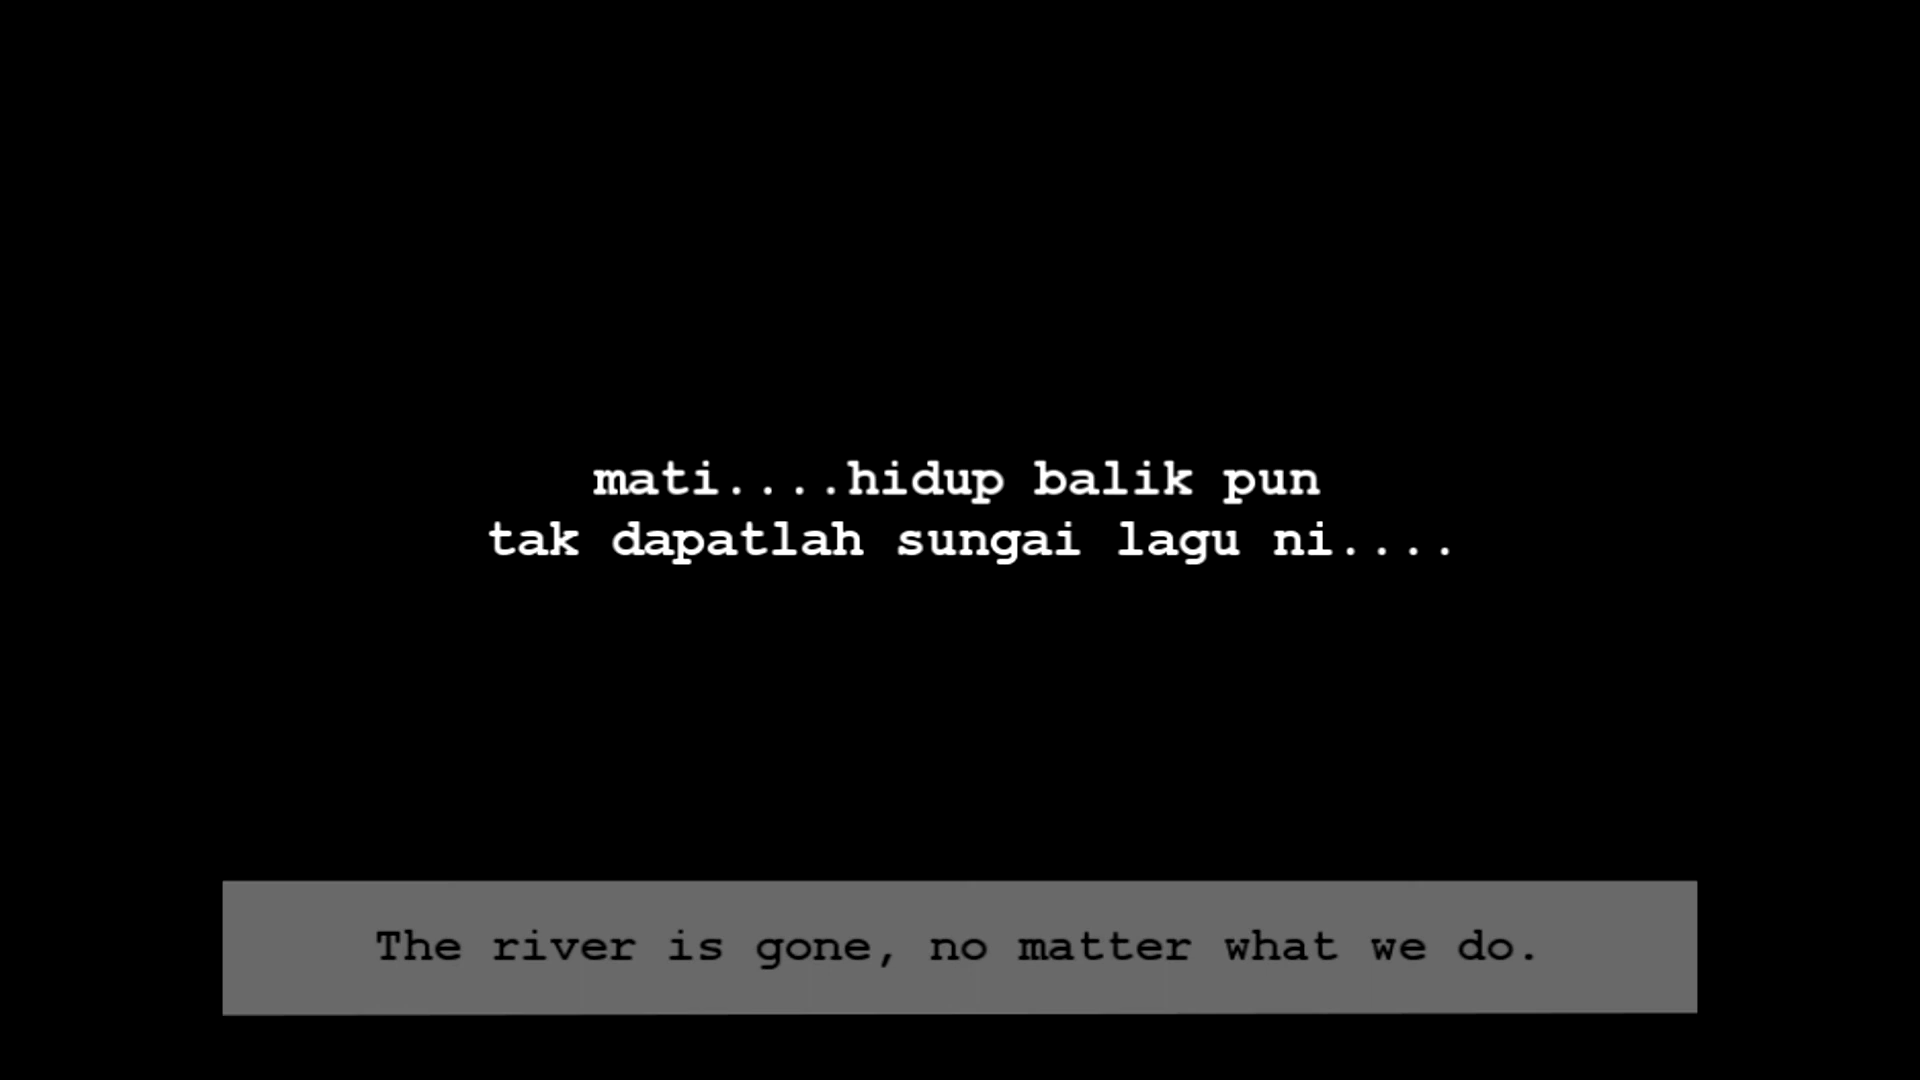 mati....hidup balik pun
tak dapatlah sungai lagu ni....
The river is gone, no matter what we do.